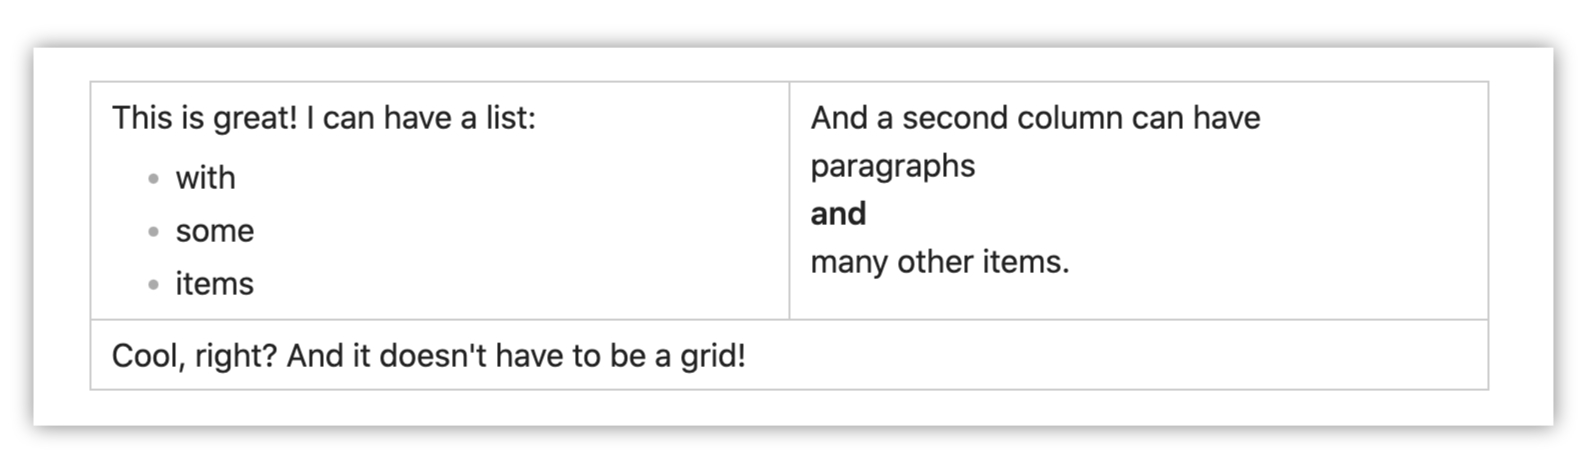 This is great! I can have a list:
• with
• some
• items
And a second column can have
paragraphs
and
many other items.
Cool, right? And it doesn't have to be a grid!